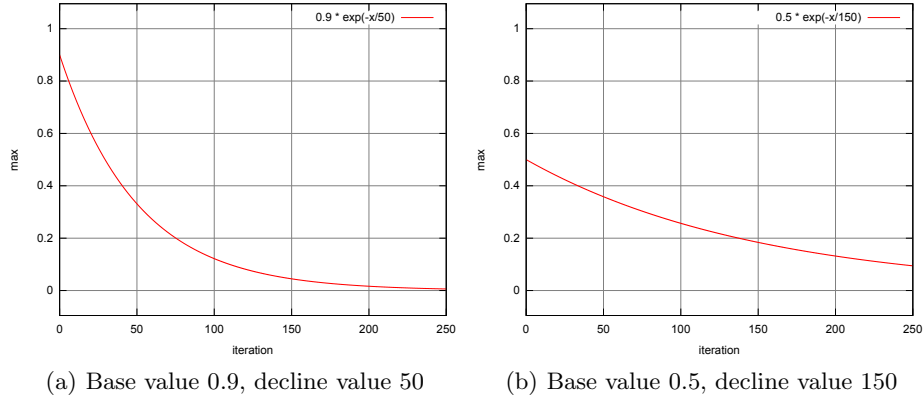 0.9 * exp(-x/50)
1
0.8
0.6
0.4
0.2
0
max
0 50 100 150 200 250
iteration
(a) Base value 0.9, decline value 50
0.5 * exp(-x/150)
1
0.8
0.6
0.4
0.2
0
max
0 50 100 150 200 250
iteration
(b) Base value 0.5, decline value 150